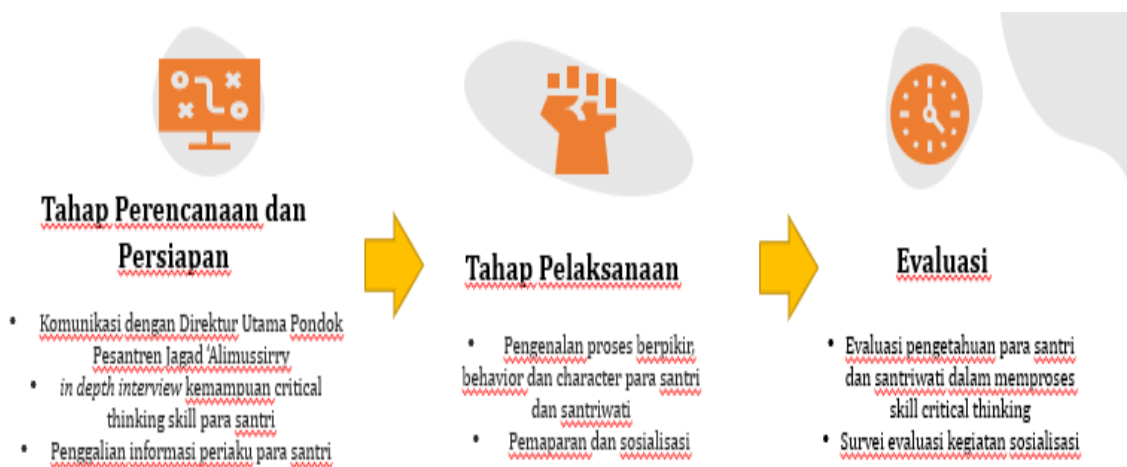 Tahap Perencanaan dan
Persiapan
• Komunikasi dengan Direktur Utama Pondok
Pesantren Jagad ‘Alimussirry
• in depth interview kemampuan critical
thinking skill para santri
• Penggalian informasi periaku para santri
Tahap Pelaksanaan
• Pengenalan proses berpikir,
behavior dan character para santri
dan santriwati
• Pemaparan dan sosialisasi
Evaluasi
• Evaluasi pengetahuan para santri
dan santriwati dalam memproses
skill critical thinking
• Survei evaluasi kegiatan sosialisasi